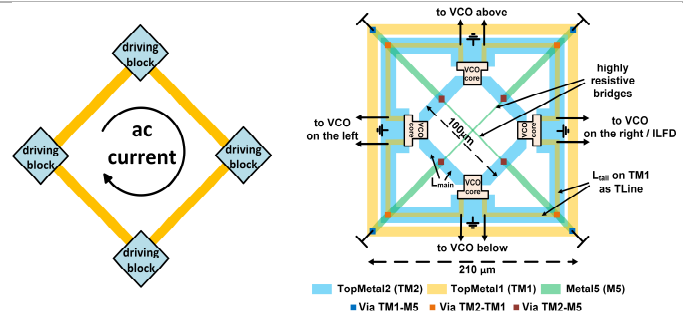 driving
block
driving
block
ac
current
driving
block
driving
block
to VCO above
VCO
core
highly
resistive
bridges
to VCO
on the left
VCO
core
100μm
VCO
core
to VCO
on the right / ILFD
Lmain
VCO
core
Ltail on TM1
as TLine
to VCO below
210 μm
TopMetal2 (TM2)
TopMetal1 (TM1)
Metal5 (M5)
Via TM1-M5
Via TM2-TM1
Via TM2-M5